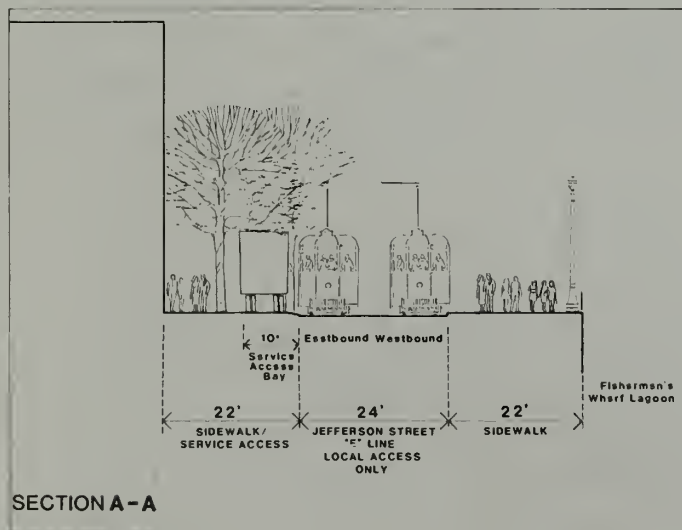 10'
Service
Access
Bay
Eastbound Westbound
Fisherman's
Wharf Lagoon
22'
SIDEWALK/
SERVICE ACCESS
24'
JEFFERSON STREET
LINE
LOCAL ACCESS
ONLY
22'
SIDEWALK
SECTION A-A